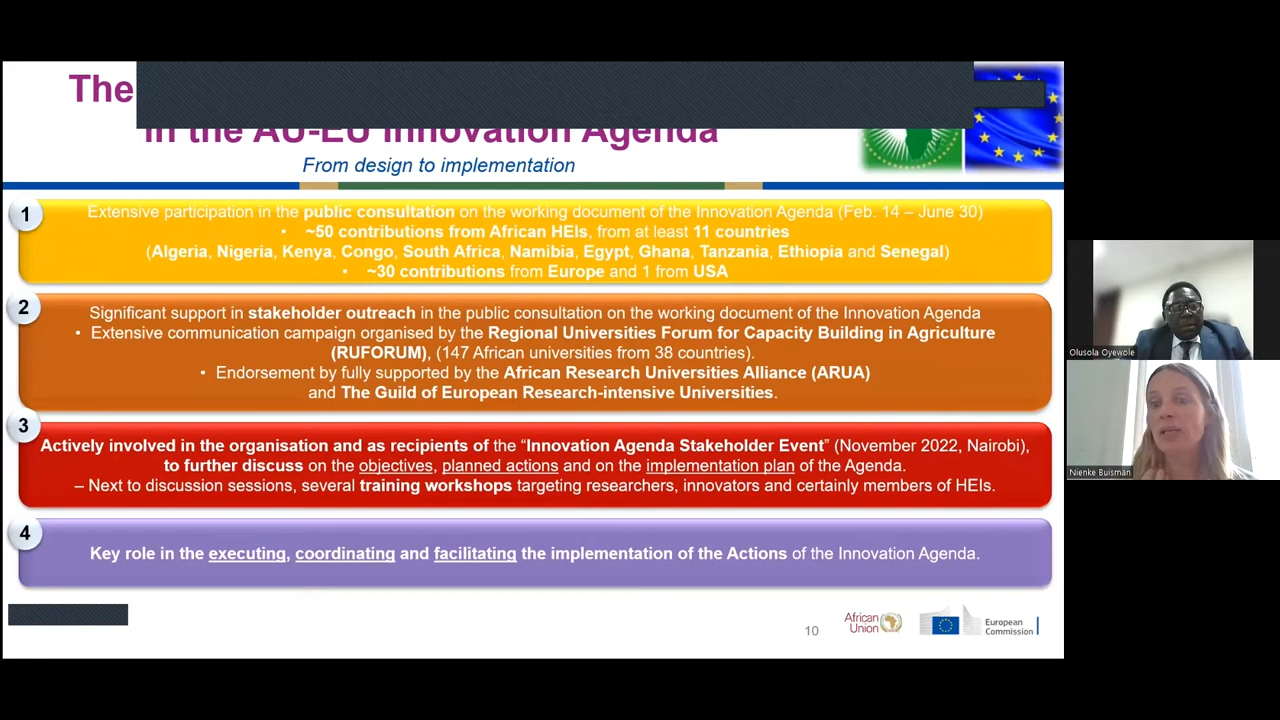 The
in the AU-EU Innovation Agenda
From design to implementation
1
Extensive participation in the public consultation on the working document of the Innovation Agenda (Feb. 14 – June 30)
• ~50 contributions from African HEIs, from at least 11 countries
(Algeria, Nigeria, Kenya, Congo, South Africa, Namibia, Egypt, Ghana, Tanzania, Ethiopia and Senegal)
• ~30 contributions from Europe and 1 from USA
2
Significant support in stakeholder outreach in the public consultation on the working document of the Innovation Agenda
• Extensive communication campaign organised by the Regional Universities Forum for Capacity Building in Agriculture
(RUFORUM), (147 African universities from 38 countries).
• Endorsement by fully supported by the African Research Universities Alliance (ARUA)
and The Guild of European Research-intensive Universities.
3
Actively involved in the organisation and as recipients of the “Innovation Agenda Stakeholder Event” (November 2022, Nairobi),
to further discuss on the objectives, planned actions and on the implementation plan of the Agenda.
– Next to discussion sessions, several training workshops targeting researchers, innovators and certainly members of HEIs.
4
Key role in the executing, coordinating and facilitating the implementation of the Actions of the Innovation Agenda.
10
African
Union
European
Commission
Olusola Oyewole
Nienke Buisman